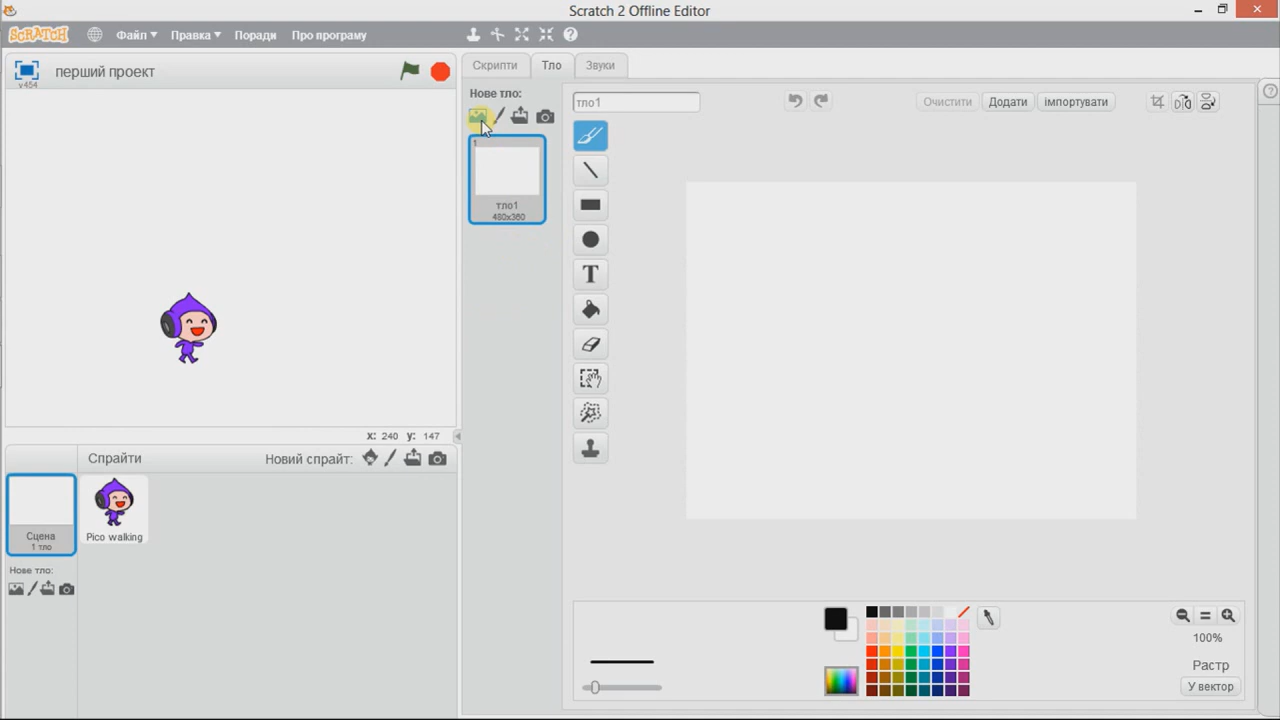 Scratch 2 Offline Editor
SCRATCH Файл Правка Поради Про програму
v454 перший проект
Скрипти Тло Звуки
Нове тло:
1
тло1
480x360
тло1
Очистити Додати імпортувати
T
x: 240 y: 147
Спрайти Новий спрайт:
Сцена
1 тло
Pico walking
Нове тло:
100%
Растр
У вектор